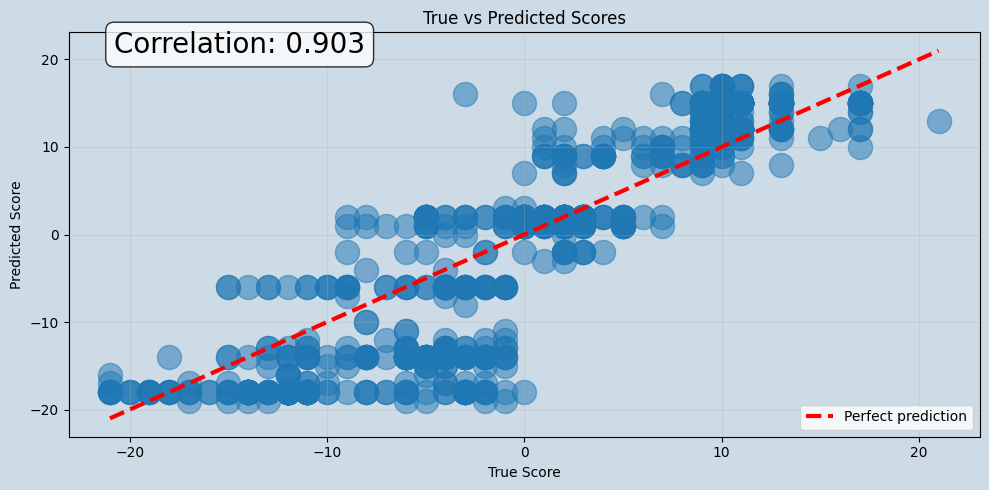 True vs Predicted Scores
Correlation: 0.903
Predicted Score
20
10
0
−10
−20
Perfect prediction
−20
−10
0
10
20
True Score